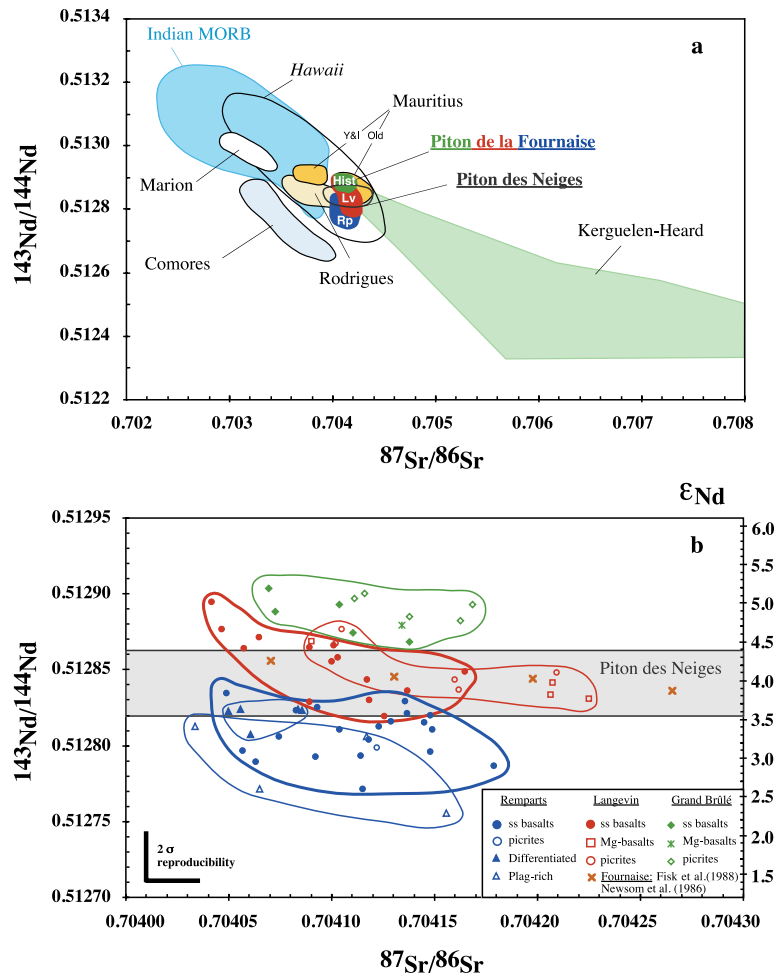 0.5134
Indian MORB
a
Hawaii
0.5132
Mauritius
Y&I Old
0.5130
Piton de la Fournaise
Hist
Marion
Piton des Neiges
Lv
0.5128
Rp
Kerguelen-Heard
Comores
Rodrigues
0.5126
0.5124
0.5122
143Nd/144Nd
0.702 0.703 0.704 0.705 0.706 0.707 0.708
87Sr/86Sr
εNd
0.51295
b
6.0
5.5
0.51290
5.0
4.5
0.51285
Piton des Neiges
4.0
3.5
0.51280
3.0
2.5
0.51275
2.0
1.5
0.51270
143Nd/144Nd
2 σ
reproducibility
Remparts Langevin Grand Brûlé
ss basalts ss basalts ss basalts
picrites Mg-basalts Mg-basalts
Differentiated picrites picrites
Plag-rich Fournaise: Fisk et al.(1988)
Newsom et al. (1986)
0.70400 0.70405 0.70410 0.70415 0.70420 0.70425 0.70430
87Sr/86Sr